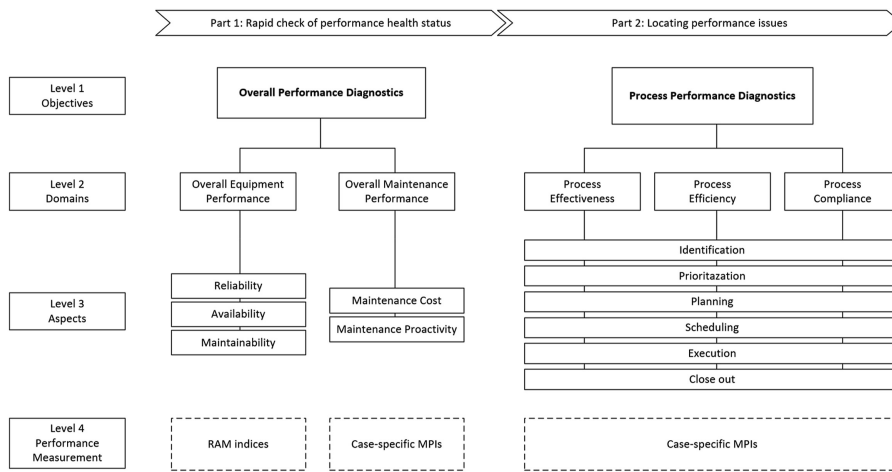 Part 1: Rapid check of performance health status
Part 2: Locating performance issues
Level 1
Objectives
Overall Performance Diagnostics
Process Performance Diagnostics
Level 2
Domains
Overall Equipment
Performance
Overall Maintenance
Performance
Process
Effectiveness
Process
Efficiency
Process
Compliance
Level 3
Aspects
Reliability
Availability
Maintainability
Maintenance Cost
Maintenance Proactivity
Identification
Prioritazation
Planning
Scheduling
Execution
Close out
Level 4
Performance
Measurement
RAM indices
Case-specific MPIs
Case-specific MPIs